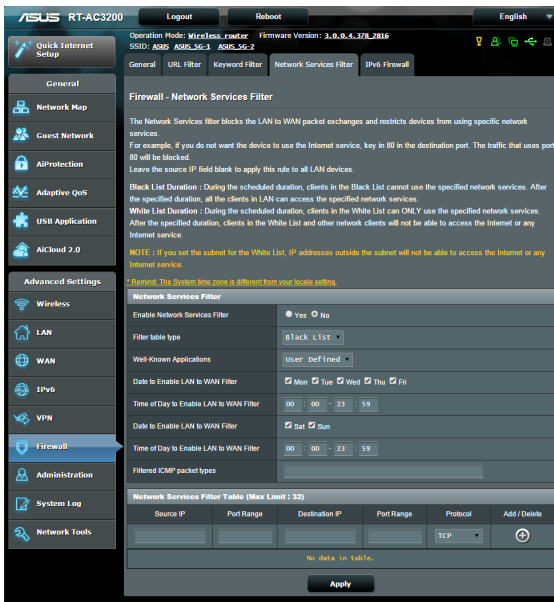 ASUS RT-AC3200 Logout Reboot English
Operation Mode: Wireless router Firmware Version: 3.0.0.4.378_2816
SSID: ASUS ASUS_5G-1 ASUS_5G-2
Quick Internet Setup
General
Network Map
Guest Network
AiProtection
Adaptive QoS
USB Application
AiCloud 2.0
Advanced Settings
Wireless
LAN
WAN
IPv6
VPN
Firewall
Administration
System Log
Network Tools
General URL Filter Keyword Filter Network Services Filter IPv6 Firewall
Firewall - Network Services Filter
The Network Services filter blocks the LAN to WAN packet exchanges and restricts devices from using specific network
services.
For example, if you do not want the device to use the Internet service, key in 80 in the destination port. The traffic that uses port
80 will be blocked.
Leave the source IP field blank to apply this rule to all LAN devices.
Black List Duration : During the scheduled duration, clients in the Black List cannot use the specified network services. After
the specified duration, all the clients in LAN can access the specified network services.
White List Duration : During the scheduled duration, clients in the White List can ONLY use the specified network services.
After the specified duration, clients in the White List and other network clients will not be able to access the Internet or any
Internet service.
NOTE : If you set the subnet for the White List, IP addresses outside the subnet will not be able to access the Internet or any
Internet service.
* Remind: The System time zone is different from your locale setting.
Network Services Filter
Enable Network Services Filter Yes No
Filter table type Black List
Well-Known Applications User Defined
Date to Enable LAN to WAN Filter Mon Tue Wed Thu Fri
Time of Day to Enable LAN to WAN Filter 00 : 00 - 23 : 59
Date to Enable LAN to WAN Filter Sat Sun
Time of Day to Enable LAN to WAN Filter 00 : 00 - 23 : 59
Filtered ICMP packet types
Network Services Filter Table (Max Limit : 32)
Source IP Port Range Destination IP Port Range Protocol Add / Delete
TCP
No data in table.
Apply